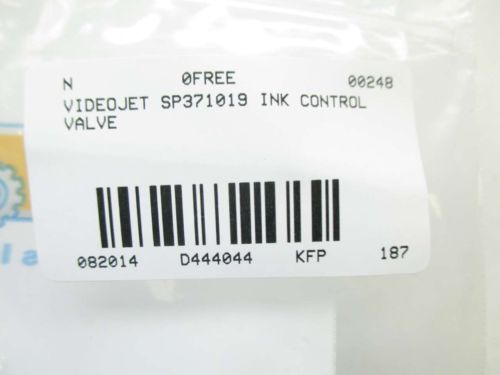 N 0FREE 00248
VIDEOJET SP371019 INK CONTROL
VALVE
082014 D444044 KFP 187